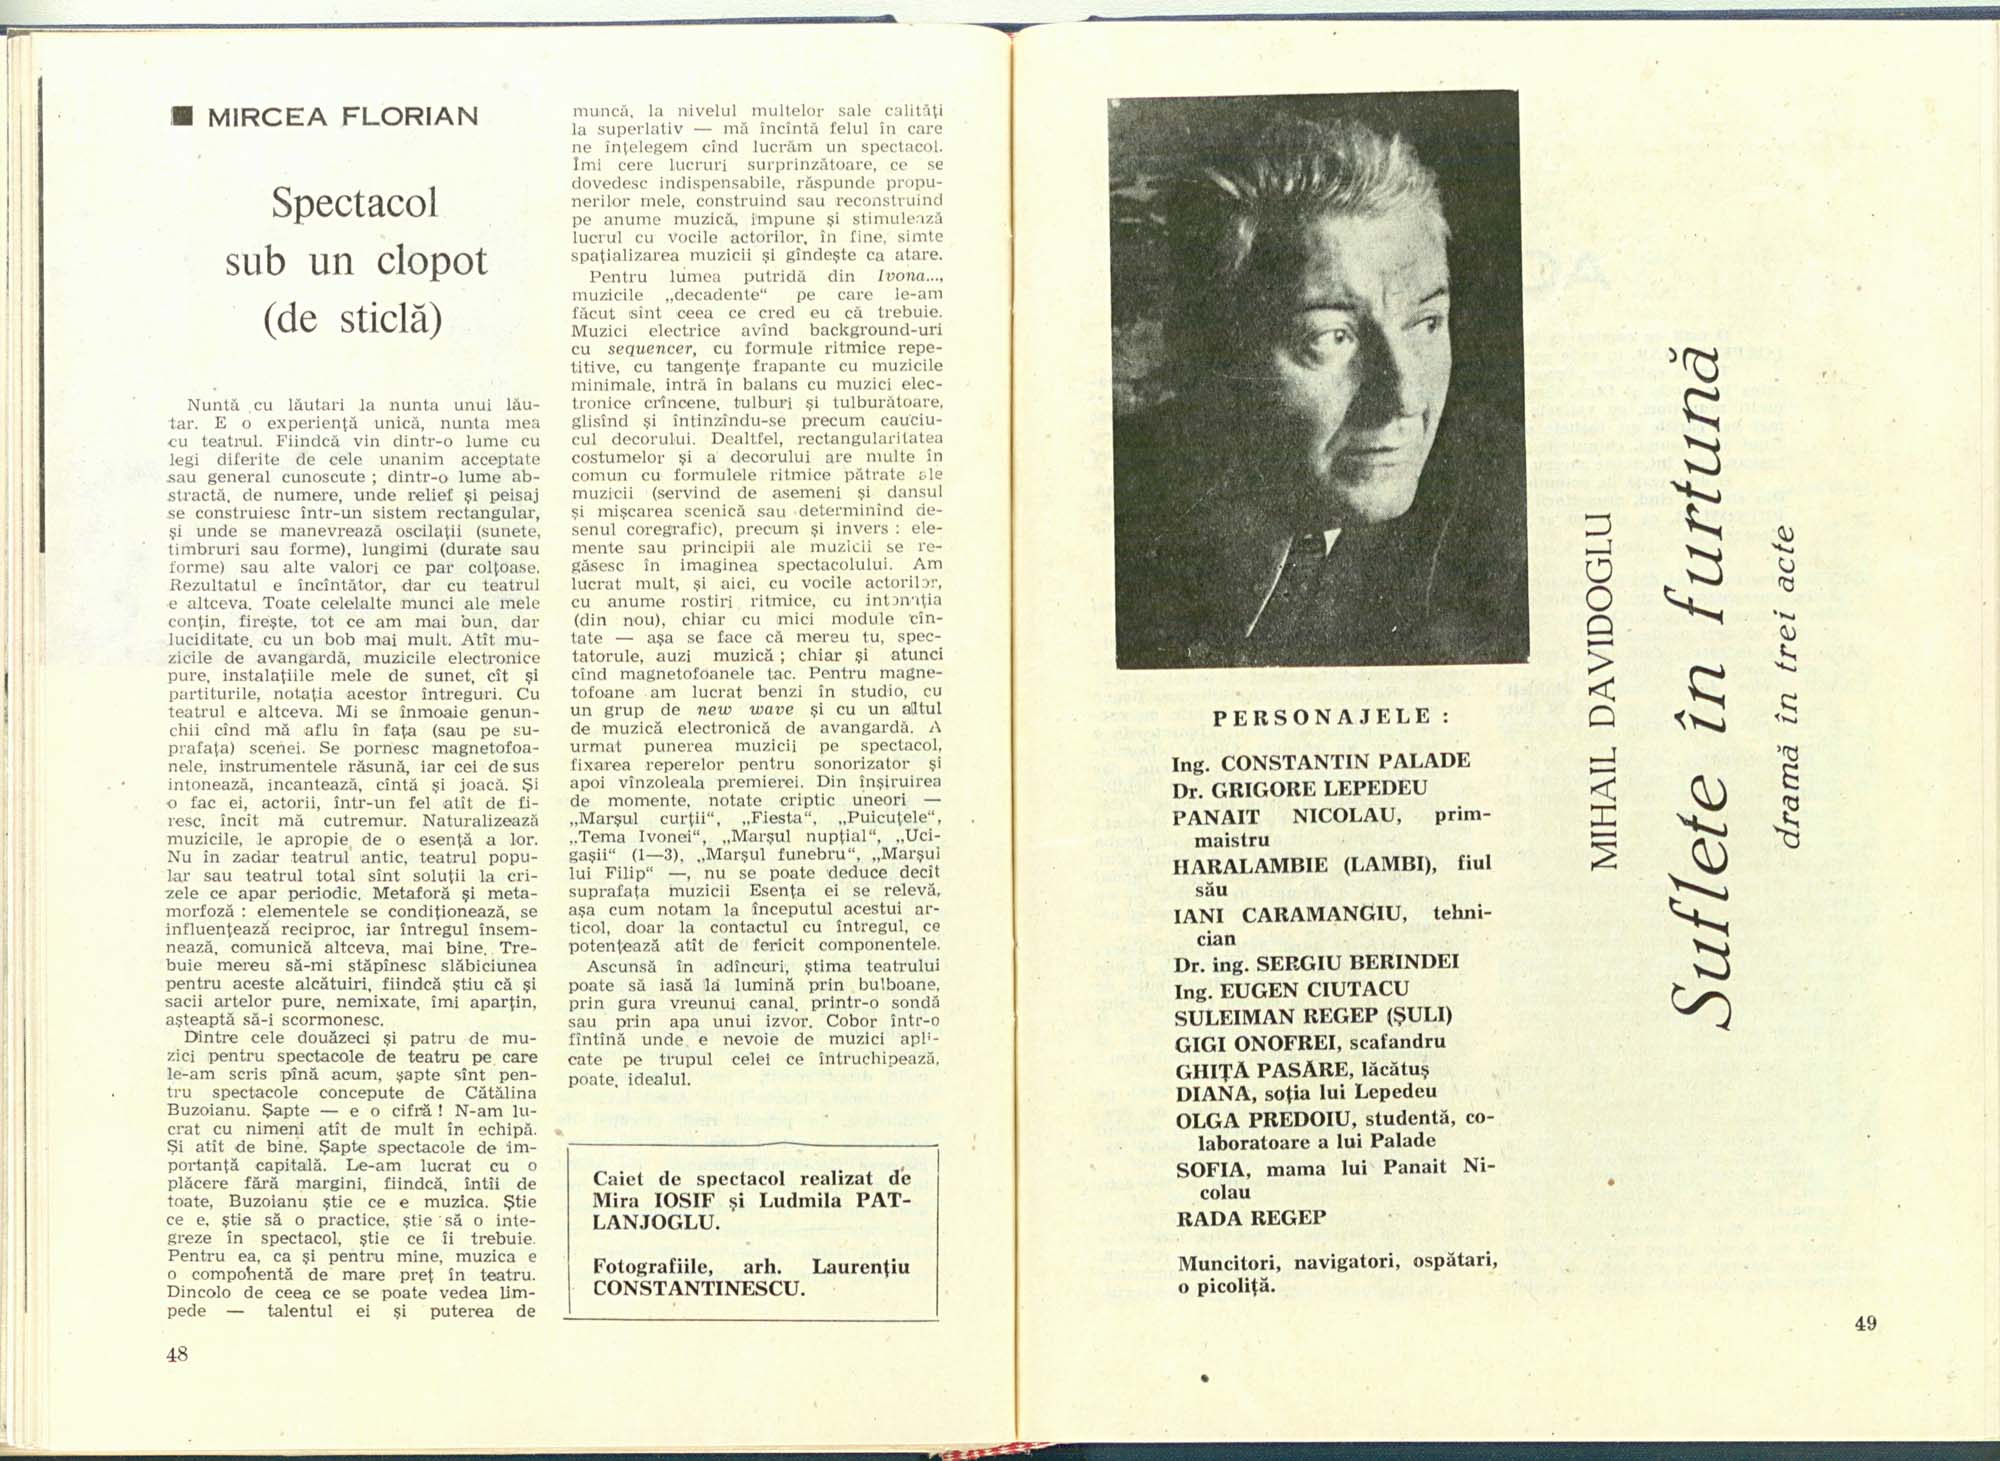 ■ MIRCEA FLORIAN
Spectacol
sub un clopot
(de sticlă)
Nuntă cu lăutari la nunta unui lău-
tar. E o experiență unică, nunta mea
cu teatrul. Fiindcă vin dintr-o lume cu
legi diferite de cele unanim acceptate
sau general cunoscute ; dintr-o lume ab-
stractă, de numere, unde relief și peisaj
se construiesc într-un sistem rectangular,
și unde se manevrează oscilații (sunete,
timbruri sau forme), lungimi (durate sau
forme) sau alte valori ce par colțoase.
Rezultatul e încîntător, dar cu teatrul
e altceva. Toate celelalte munci ale mele
conțin, firește, tot ce am mai bun, dar
luciditate, cu un bob mai mult. Atît mu-
zicile de avangardă, muzicile electronice
pure, instalațiile mele de sunet, cît și
partiturile, notația acestor întreguri. Cu
teatrul e altceva. Mi se înmoaie genun-
chii cînd mă aflu în fața (sau pe su-
prafața) scenei. Se pornesc magnetofoa-
nele, instrumentele răsună, iar cei de sus
intonează, incantează, cîntă și joacă. Și
o fac ei, actorii, într-un fel atît de fi-
resc, încît mă cutremur. Naturalizează
muzicile, le apropie de o esență a lor.
Nu în zadar teatrul antic, teatrul popu-
lar sau teatrul total sînt soluții la cri-
zele ce apar periodic. Metaforă și meta-
morfoză : elementele se condiționează, se
influențează reciproc, iar întregul însem-
nează, comunică altceva, mai bine. Tre-
buie mereu să-mi stăpînesc slăbiciunea
pentru aceste alcătuiri, fiindcă știu că și
sacii artelor pure, nemixate, îmi aparțin,
așteaptă să-i scormonesc.
Dintre cele douăzeci și patru de mu-
zici pentru spectacole de teatru pe care
le-am scris pînă acum, șapte sînt pen-
tru spectacole concepute de Cătălina
Buzoianu. Șapte — e o cifră ! N-am lu-
crat cu nimeni atît de mult în echipă.
Și atît de bine. Șapte spectacole de im-
portanță capitală. Le-am lucrat cu o
plăcere fără margini, fiindcă, întîi de
toate, Buzoianu știe ce e muzica. Știe
ce e, știe să o practice, știe să o inte-
greze în spectacol, știe ce îi trebuie.
Pentru ea, ca și pentru mine, muzica e
o componentă de mare preț în teatru.
Dincolo de ceea ce se poate vedea lim-
pede — talentul ei și puterea de
48
muncă, la nivelul multelor sale calități
la superlativ — mă încîntă felul în care
ne înțelegem cînd lucrăm un spectacol.
Îmi cere lucruri surprinzătoare, ce se
dovedesc indispensabile, răspunde propu-
nerilor mele, construind sau reconstruind
pe anume muzică, impune și stimulează
lucrul cu vocile actorilor, în fine, simte
spațializarea muzicii și gîndește ca atare.
Pentru lumea putridă din Ivona...,
muzicile „decadente“ pe care le-am
făcut sînt ceea ce cred eu că trebuie.
Muzici electrice avînd background-uri
cu sequencer, cu formule ritmice repe-
titive, cu tangențe frapante cu muzicile
minimale, intră în balans cu muzici elec-
tronice crîncene, tulburi și tulburătoare,
glisînd și întinzîndu-se precum cauciu-
cul decorului. Dealtfel, rectangularitatea
costumelor și a decorului are multe în
comun cu formulele ritmice pătrate ale
muzicii (servind de asemeni și dansul
și mișcarea scenică sau determinînd de-
senul coregrafic), precum și invers : ele-
mente sau principii ale muzicii se re-
găsesc în imaginea spectacolului. Am
lucrat mult, și aici, cu vocile actorilor,
cu anume rostiri ritmice, cu intonația
(din nou), chiar cu mici module cîn-
tate — așa se face că mereu tu, spec-
tatorule, auzi muzică ; chiar și atunci
cînd magnetofoanele tac. Pentru magne-
tofoane am lucrat benzi în studio, cu
un grup de new wave și cu un altul
de muzică electronică de avangardă. A
urmat punerea muzicii pe spectacol,
fixarea reperelor pentru sonorizator și
apoi vînzoleala premierei. Din înșiruirea
de momente, notate criptic uneori —
„Marșul curții“, „Fiesta“, „Puicuțele“,
„Tema Ivonei“, „Marșul nupțial“, „Uci-
gașii“ (1—3), „Marșul funebru“, „Marșul
lui Filip“ —, nu se poate deduce decît
suprafața muzicii Esența ei se relevă,
așa cum notam la începutul acestui ar-
ticol, doar la contactul cu întregul, ce
potențează atît de fericit componentele.
Ascunsă în adîncuri, știma teatrului
poate să iasă la lumină prin bulboane,
prin gura vreunui canal, printr-o sondă
sau prin apa unui izvor. Cobor într-o
fîntînă unde e nevoie de muzici apli-
cate pe trupul celei ce întruchipează,
poate, idealul.
Caiet de spectacol realizat de
Mira IOSIF și Ludmila PAT-
LANJOGLU.
Fotografiile, arh. Laurențiu
CONSTANTINESCU.
PERSONAJELE :
Ing. CONSTANTIN PALADE
Dr. GRIGORE LEPEDEU
PANAIT NICOLAU, prim-
maistru
HARALAMBIE (LAMBI), fiul
său
IANI CARAMANGIU, tehni-
cian
Dr. ing. SERGIU BERINDEI
Ing. EUGEN CIUTACU
SULEIMAN REGEP (ȘULI)
GIGI ONOFREI, scafandru
GHIȚĂ PASĂRE, lăcătuș
DIANA, soția lui Lepedeu
OLGA PREDOIU, studentă, co-
laboratoare a lui Palade
SOFIA, mama lui Panait Ni-
colau
RADA REGEP
Muncitori, navigatori, ospătari,
o picoliță.
MIHAIL DAVIDOGLU
Suflete în furtună
dramă în trei acte
49